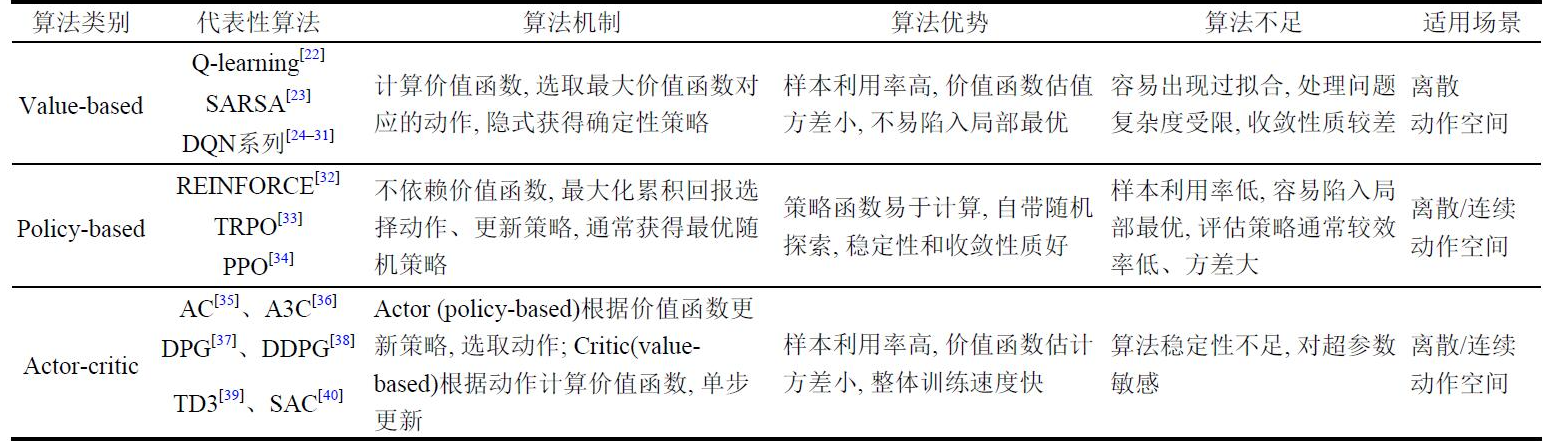 算法类别 代表性算法 算法机制 算法优势 算法不足 适用场景
Value-based
Q-learning[22]
SARSA[23]
DQN系列[24–31]
计算价值函数, 选取最大价值函数对
应的动作, 隐式获得确定性策略
样本利用率高, 价值函数估值
方差小, 不易陷入局部最优
容易出现过拟合, 处理问题
复杂度受限, 收敛性质较差
离散
动作空间
Policy-based
REINFORCE[32]
TRPO[33]
PPO[34]
不依赖价值函数, 最大化累积回报选
择动作、更新策略, 通常获得最优随
机策略
策略函数易于计算, 自带随机
探索, 稳定性和收敛性质好
样本利用率低, 容易陷入局
部最优, 评估策略通常较效
率低、方差大
离散/连续
动作空间
Actor-critic
AC[35]、A3C[36]
DPG[37]、DDPG[38]
TD3[39]、SAC[40]
Actor (policy-based)根据价值函数更
新策略, 选取动作; Critic(value-
based)根据动作计算价值函数, 单步
更新
样本利用率高, 价值函数估计
方差小, 整体训练速度快
算法稳定性不足, 对超参数
敏感
离散/连续
动作空间